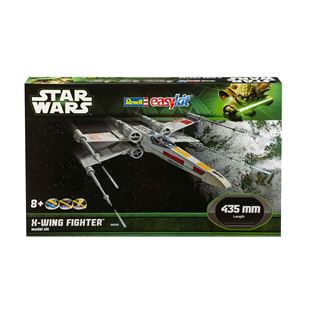 STAR
WARS
Revell easykit
8+
X-WING FIGHTER
model kit
435 mm
Length